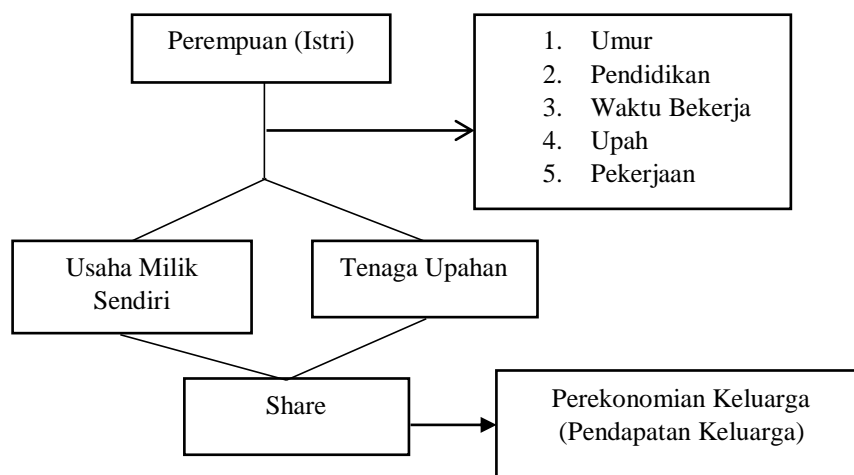 Perempuan (Istri)
1. Umur
2. Pendidikan
3. Waktu Bekerja
4. Upah
5. Pekerjaan
Usaha Milik
Sendiri
Tenaga Upahan
Share
Perekonomian Keluarga
(Pendapatan Keluarga)